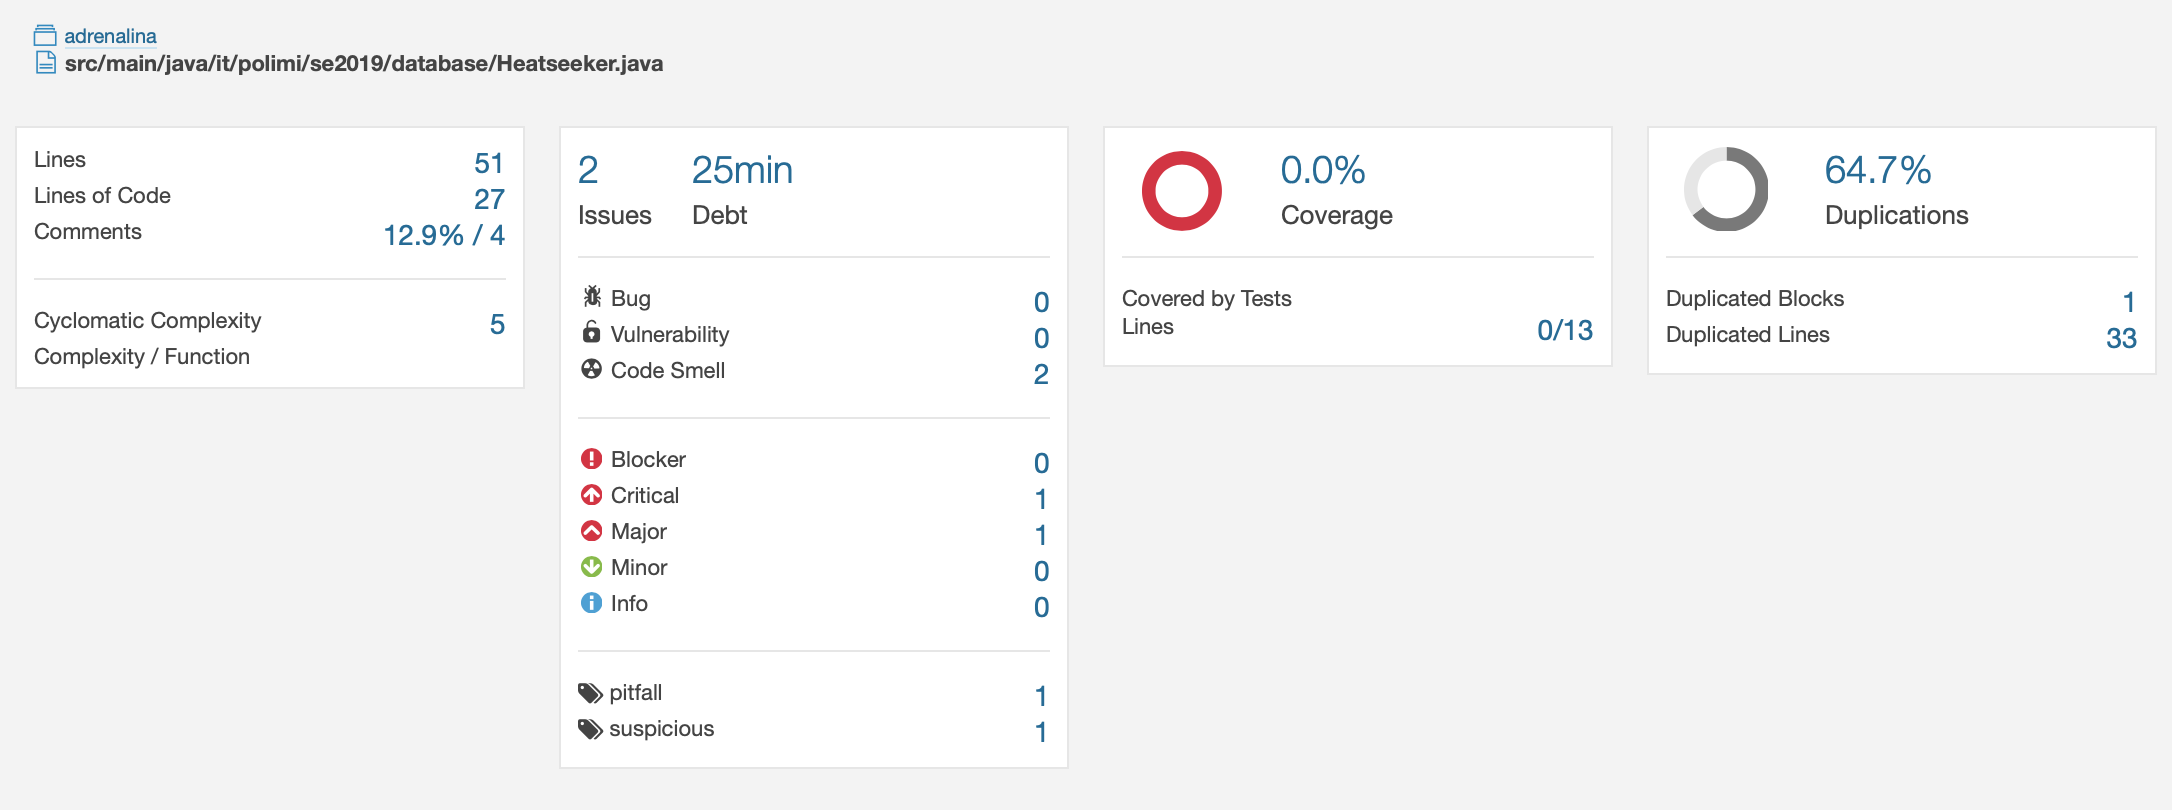 adrenalina
src/main/java/it/polimi/se2019/database/Heatseeker.java
Lines 51
Lines of Code 27
Comments 12.9% / 4
Cyclomatic Complexity 5
Complexity / Function
2 25min
Issues Debt
Bug 0
Vulnerability 0
Code Smell 2
Blocker 0
Critical 1
Major 1
Minor 0
Info 0
pitfall 1
suspicious 1
0.0%
Coverage
Covered by Tests
Lines 0/13
64.7%
Duplications
Duplicated Blocks 1
Duplicated Lines 33